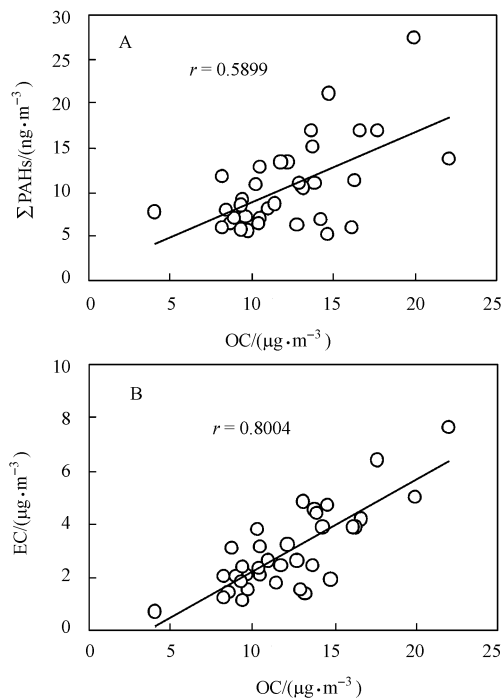 30
A
r = 0.5899
25
20
15
10
5
0
ΣPAHs/(ng·m⁻³)
0 5 10 15 20 25
OC/(μg·m⁻³)
10
B
r = 0.8004
8
6
4
2
0
EC/(μg·m⁻³)
0 5 10 15 20 25
OC/(μg·m⁻³)